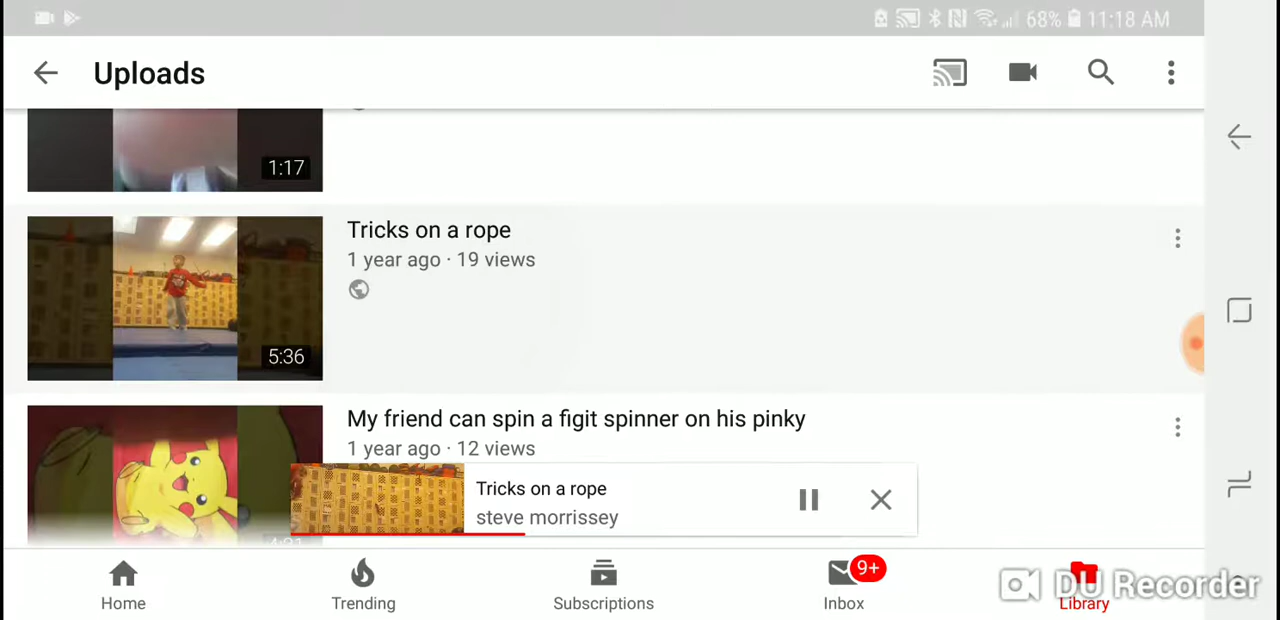 68% 11:18 AM
Uploads
1:17
Tricks on a rope
1 year ago · 19 views
5:36
My friend can spin a figit spinner on his pinky
1 year ago · 12 views
Tricks on a rope
steve morrissey
Home
Trending
Subscriptions
Inbox
9+
Library
DU Recorder